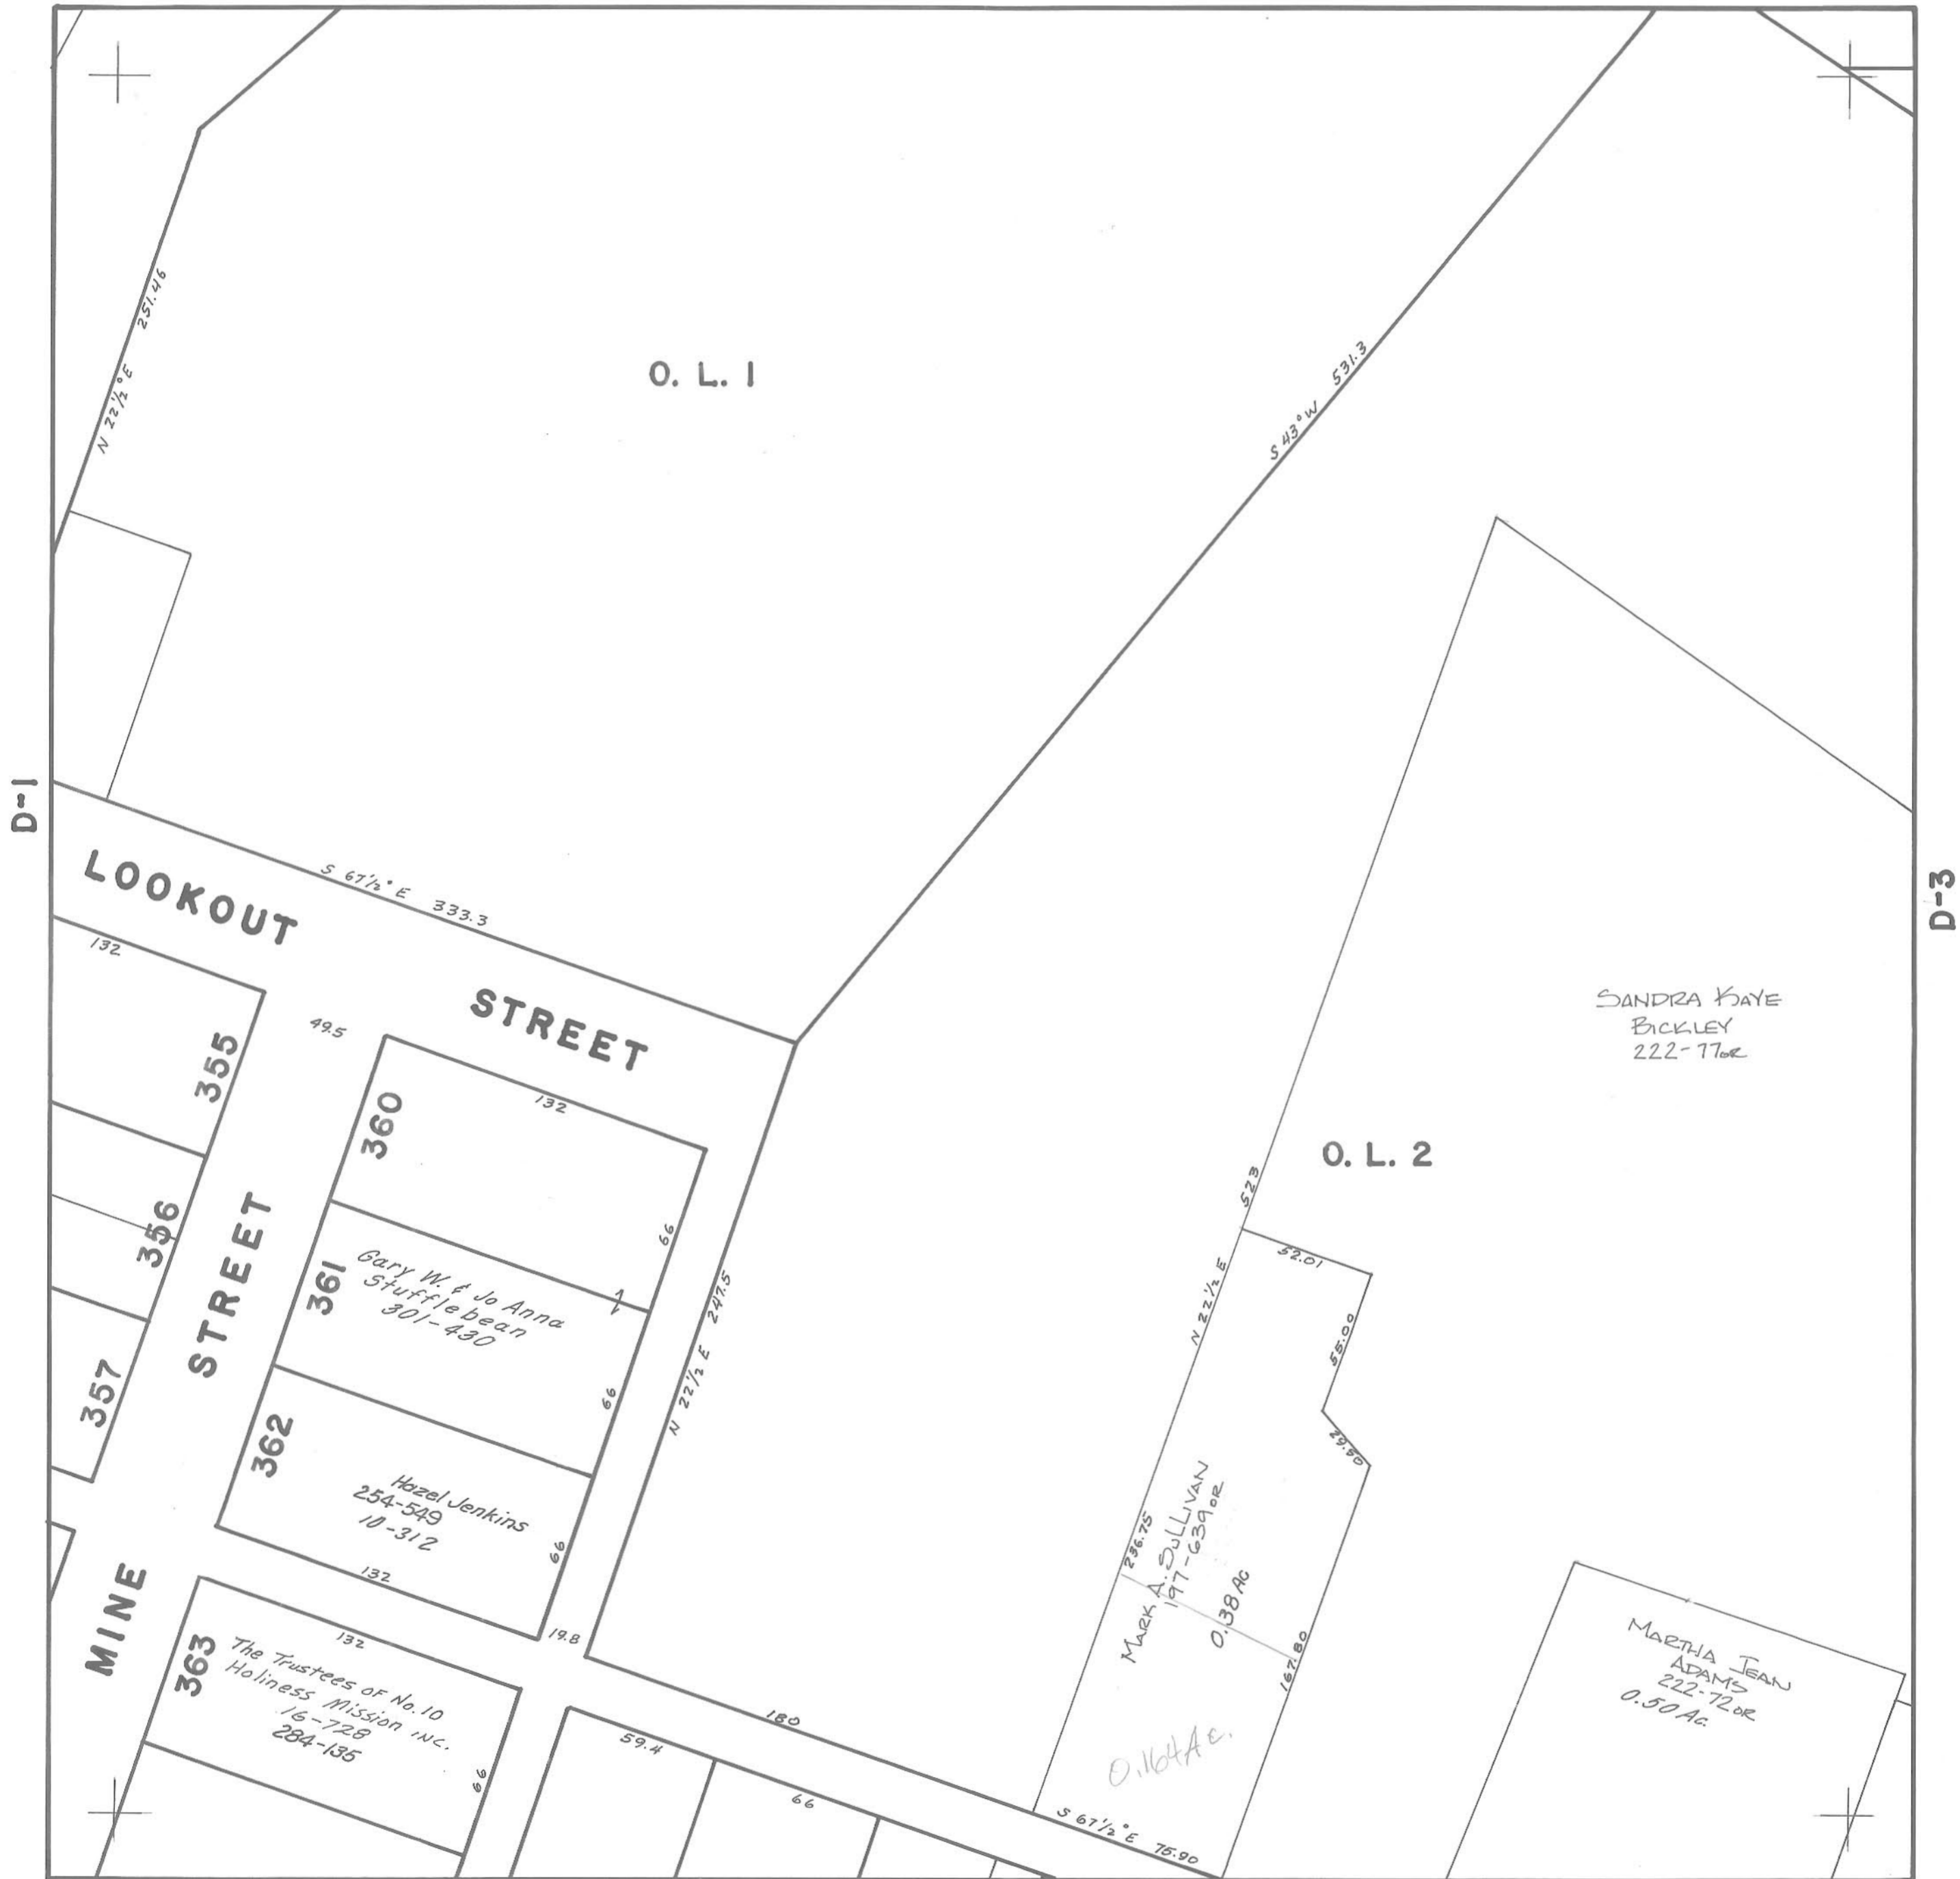 N 22½° E 251.46
O. L. 1
S 43° W 531.3
D-1
D-3
LOOKOUT
STREET
S 67½° E 333.3
132
49.5
355
356
357
STREET
MINE
360
132
66
361
Gary W. & Jo Anna
Stufflebean
301-430
66
N 22½ E 247.5
362
Hazel Jenkins
254-549
10-312
66
132
19.8
363
132
The Trustees OF No. 10
Holiness Mission INC.
16-728
284-135
66
59.4
66
180
SANDRA KAYE
BICKLEY
222-77OR
O. L. 2
N 22½ E 523
52.01
55.00
29.50
236.75
MARK A. SULLIVAN
197-639OR
0.38 AC
167.80
0.164 Ac.
S 67½° E 75.90
MARTHA JEAN
ADAMS
222-72OR
0.50 Ac.